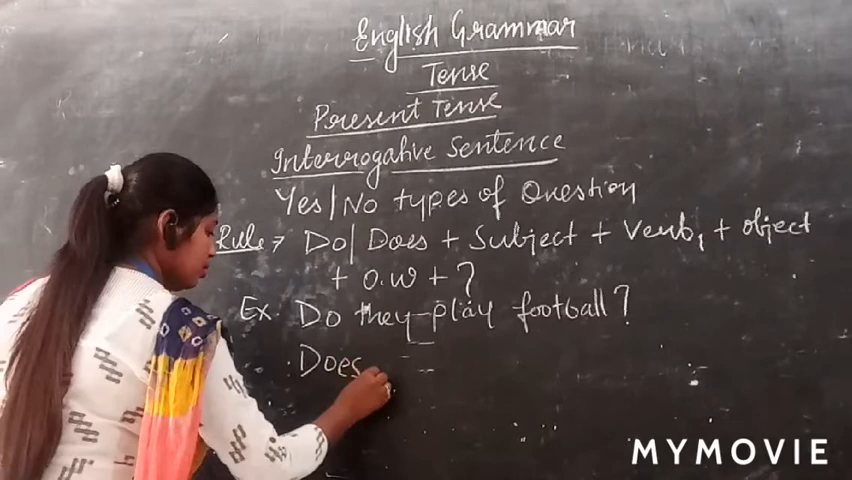 English Grammar
Tense
Present Tense
Interrogative Sentence
Yes/No types of Question
Rule → Do/Does + Subject + Verb₁ + object
+ O.W + ?
Ex. Do they play football?
Does
MYMOVIE